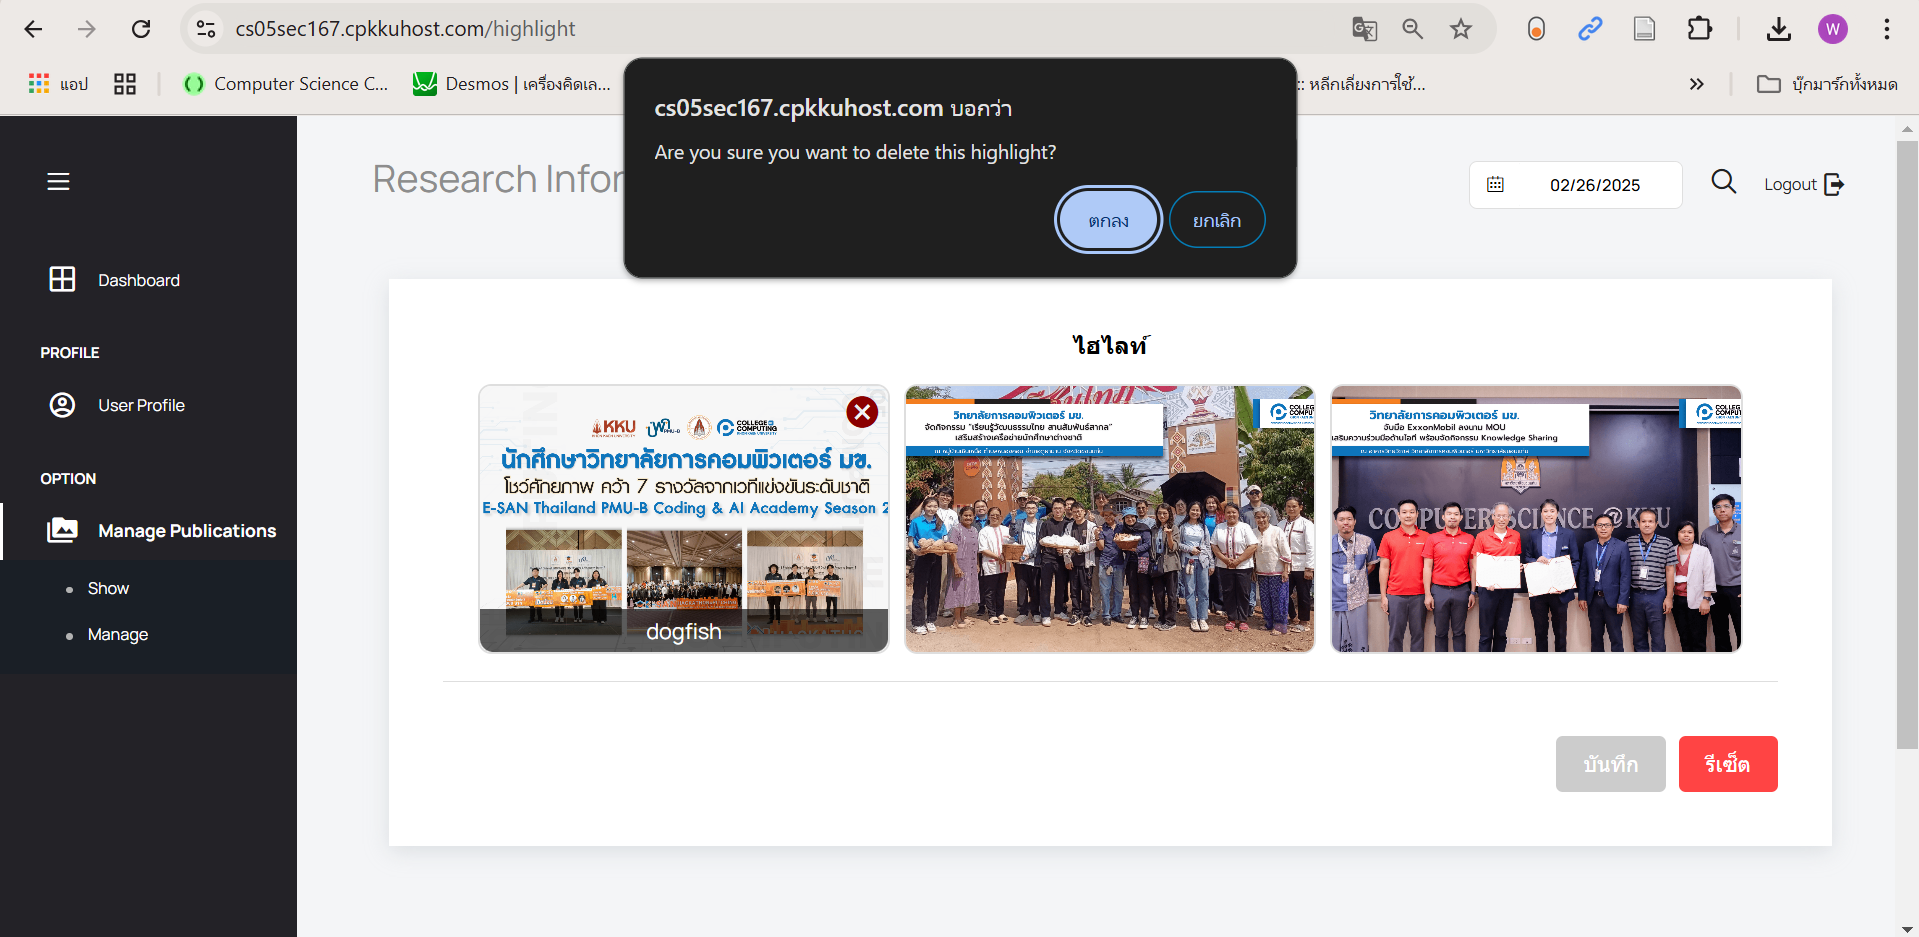 cs05sec167.cpkkuhost.com/highlight
W
แอป
Computer Science C...
Desmos | เครื่องคิดเล...
:: หลีกเลี่ยงการใช้...
บุ๊กมาร์กทั้งหมด
cs05sec167.cpkkuhost.com บอกว่า
Are you sure you want to delete this highlight?
ตกลง
ยกเลิก
Research Infor
02/26/2025
Logout
Dashboard
PROFILE
User Profile
OPTION
Manage Publications
Show
Manage
ไฮไลท์
KKU
PMU-B
COLLEGE OF
COMPUTING
นักศึกษาวิทยาลัยการคอมพิวเตอร์ มข.
โชว์ศักยภาพ คว้า 7 รางวัลจากเวทีแข่งขันระดับชาติ
E-SAN Thailand PMU-B Coding & AI Academy Season 2
dogfish
วิทยาลัยการคอมพิวเตอร์ มข.
จัดกิจกรรม "เรียนรู้วัฒนธรรมไทย สานสัมพันธ์สากล"
เสริมสร้างเครือข่ายนักศึกษาต่างชาติ
COLLEGE
COMPU
วิทยาลัยการคอมพิวเตอร์ มข.
จับมือ ExxonMobil ลงนาม MOU
เสริมความร่วมมือด้านไอที พร้อมจัดกิจกรรม Knowledge Sharing
COLLEGE
COMPU
COMPUTER SCIENCE @ KKU
บันทึก
รีเซ็ต